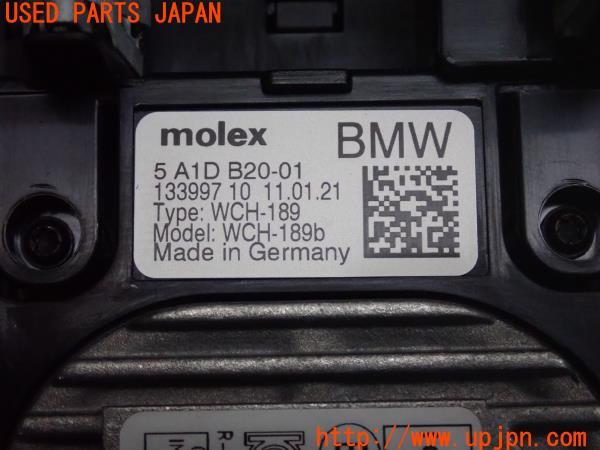 USED PARTS JAPAN
molex
BMW
5 A1D B20-01
133997 10 11.01.21
Type: WCH-189
Model: WCH-189b
Made in Germany
UPJ
www.upjpn.com